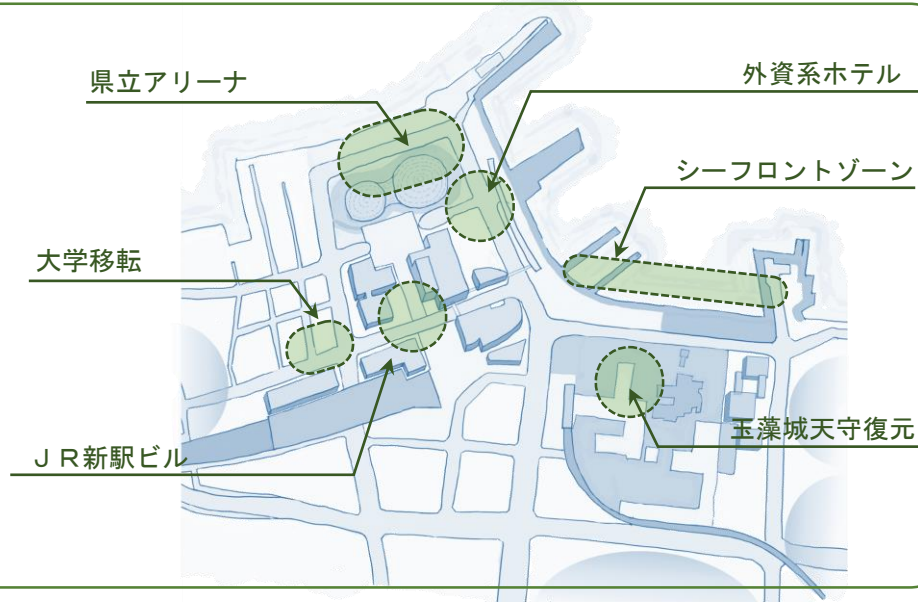 県立アリーナ
外資系ホテル
シーフロントゾーン
大学移転
玉藻城天守復元
ＪＲ新駅ビル